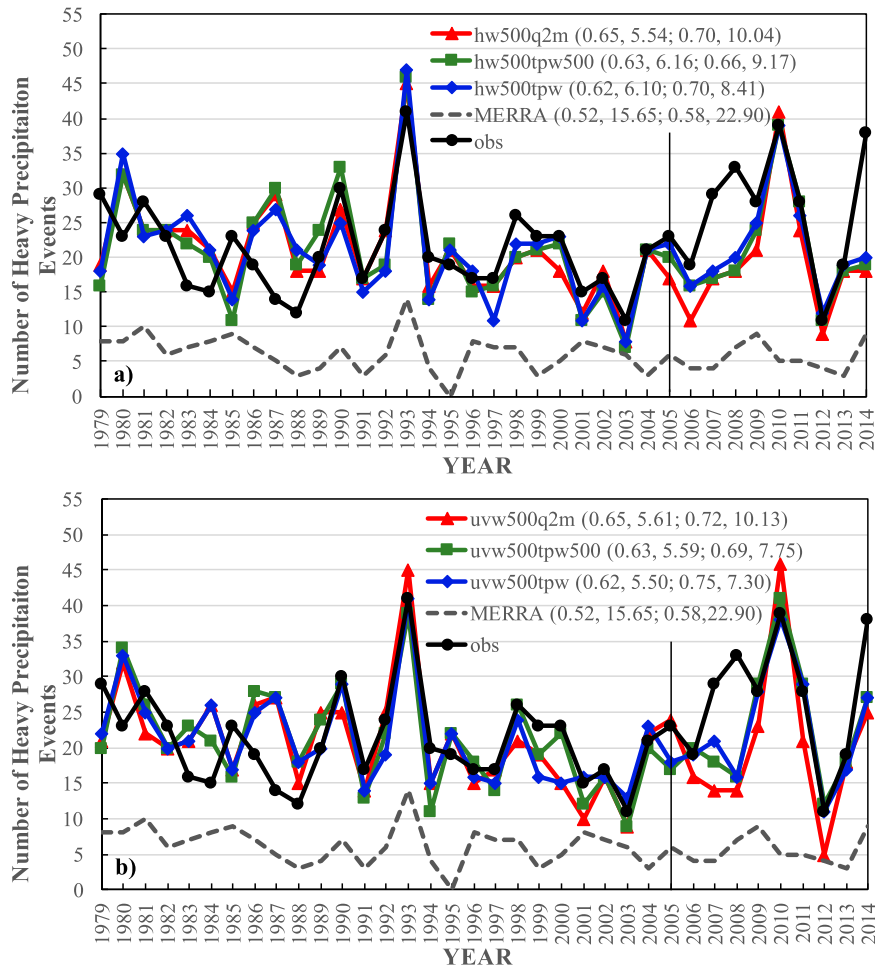 55
50
45
40
35
30
25
20
15
10
5
0
Number of Heavy Precipitaiton
Eveents
hw500q2m (0.65, 5.54; 0.70, 10.04)
hw500tpw500 (0.63, 6.16; 0.66, 9.17)
hw500tpw (0.62, 6.10; 0.70, 8.41)
MERRA (0.52, 15.65; 0.58, 22.90)
obs
a)
1979 1980 1981 1982 1983 1984 1985 1986 1987 1988 1989 1990 1991 1992 1993 1994 1995 1996 1997 1998 1999 2000 2001 2002 2003 2004 2005 2006 2007 2008 2009 2010 2011 2012 2013 2014
YEAR
55
50
45
40
35
30
25
20
15
10
5
0
Number of Heavy Precipitaiton
Eveents
uvw500q2m (0.65, 5.61; 0.72, 10.13)
uvw500tpw500 (0.63, 5.59; 0.69, 7.75)
uvw500tpw (0.62, 5.50; 0.75, 7.30)
MERRA (0.52, 15.65; 0.58,22.90)
obs
b)
1979 1980 1981 1982 1983 1984 1985 1986 1987 1988 1989 1990 1991 1992 1993 1994 1995 1996 1997 1998 1999 2000 2001 2002 2003 2004 2005 2006 2007 2008 2009 2010 2011 2012 2013 2014
YEAR